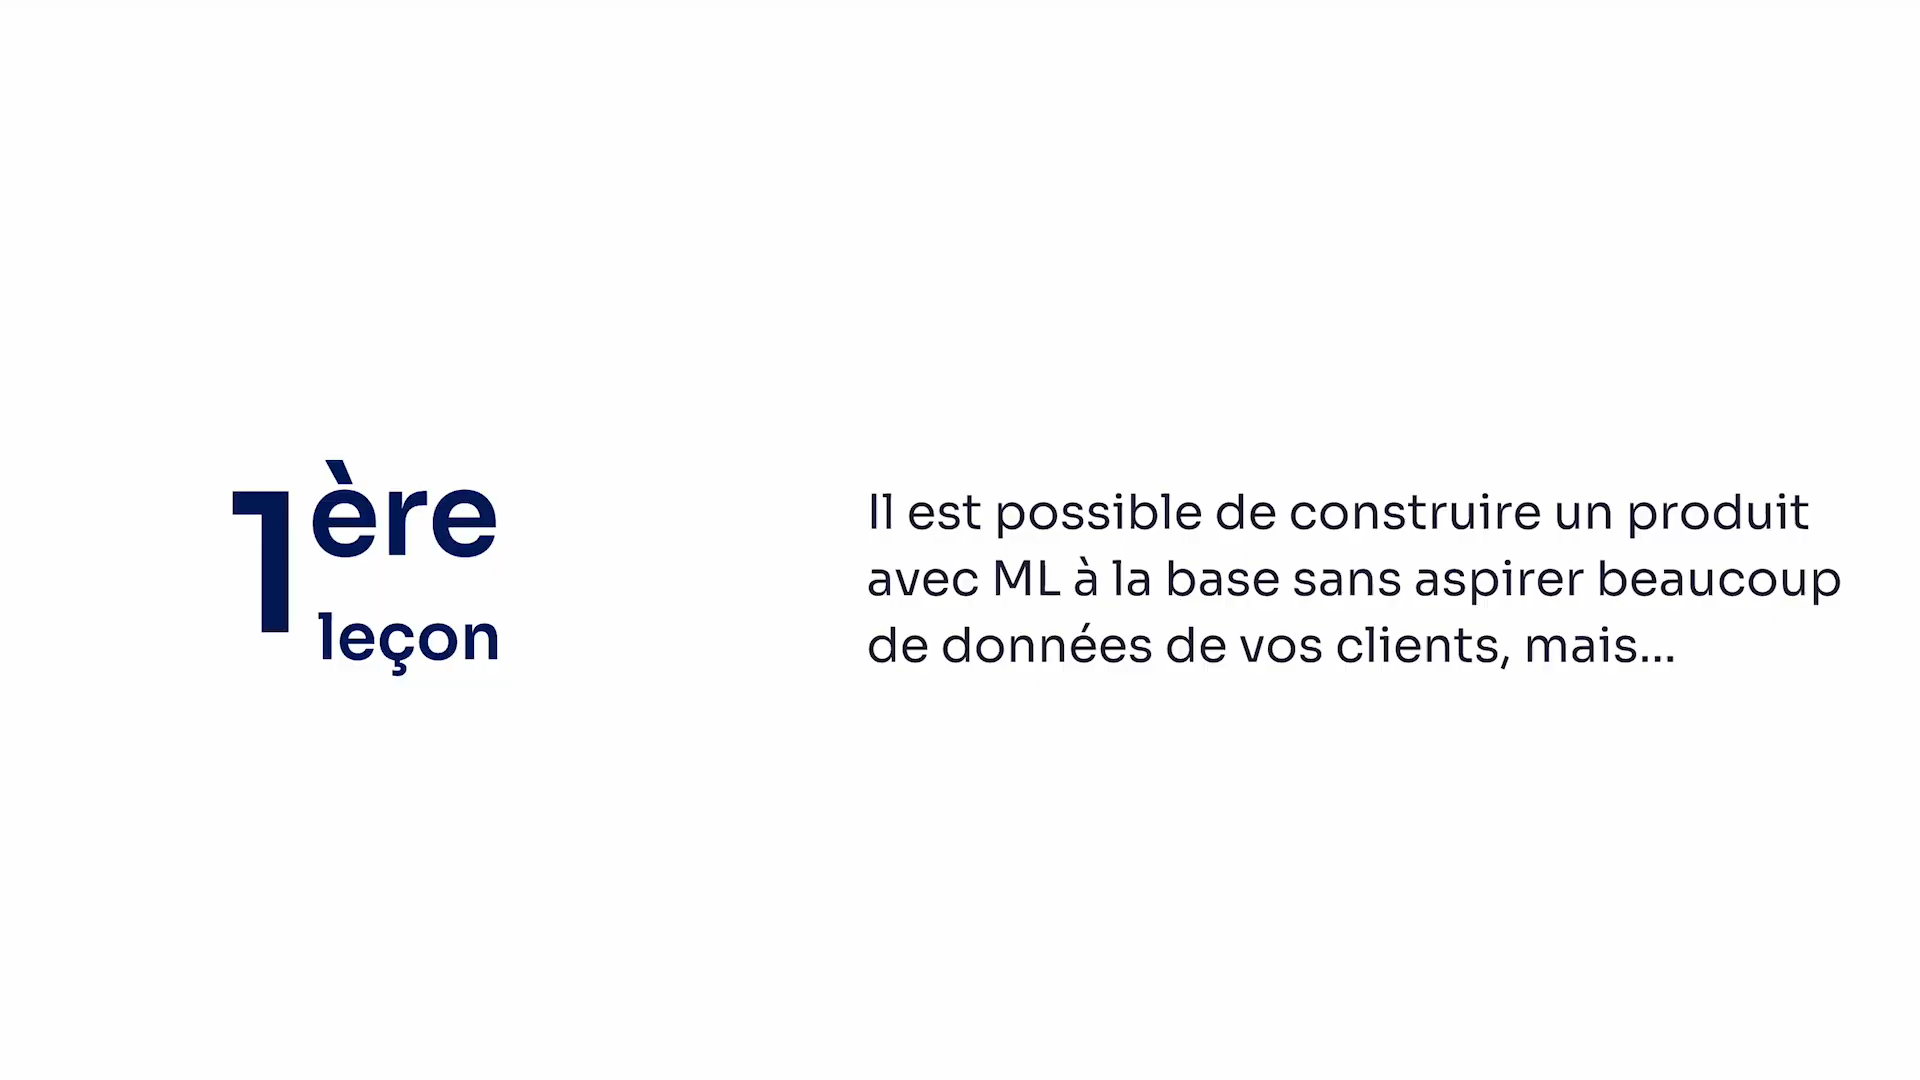 1ère
leçon
Il est possible de construire un produit
avec ML à la base sans aspirer beaucoup
de données de vos clients, mais...